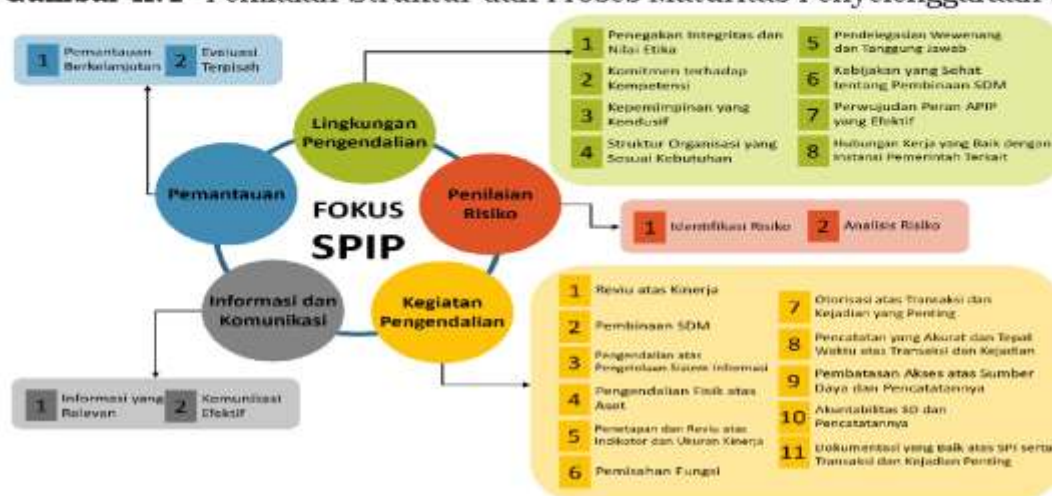 Penilaian Struktur dan Proses Maturitas Penyelenggaraan
1 Pemantauan
Berkelanjutan
2 Evaluasi
Terpisah
Lingkungan
Pengendalian
Pemantauan
FOKUS
SPIP
Penilaian
Risiko
Informasi dan
Komunikasi
Kegiatan
Pengendalian
1 Penegakan Integritas dan
Nilai Etika
2 Komitmen terhadap
Kompetensi
3 Kepemimpinan yang
Kondusif
4 Struktur Organisasi yang
Sesuai Kebutuhan
5 Pendelegasian Wewenang
dan Tanggung Jawab
6 Kebijakan yang Sehat
tentang Pembinaan SDM
7 Perwujudan Peran APIP
yang Efektif
8 Hubungan Kerja yang Baik dengan
Instansi Pemerintah Terkait
1 Identifikasi Risiko
2 Analisis Risiko
1 Reviu atas Kinerja
2 Pembinaan SDM
3 Pengendalian atas
Pengelolaan Sistem Informasi
4 Pengendalian Fisik atas
Aset
5 Penetapan dan Reviu atas
Indikator dan Ukuran Kinerja
6 Pemisahan Fungsi
7 Otorisasi atas Transaksi dan
Kejadian yang Penting
8 Pencatatan yang Akurat dan Tepat
Waktu atas Transaksi dan Kejadian
9 Pembatasan Akses atas Sumber
Daya dan Pencatatannya
10 Akuntabilitas SD dan
Pencatatannya
11 Dokumentasi yang Baik atas SPI serta
Transaksi dan Kejadian Penting
1 Informasi yang
Relevan
2 Komunikasi
Efektif